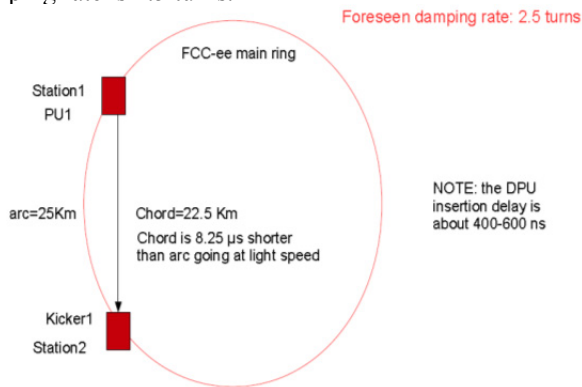 Foreseen damping rate: 2.5 turns
FCC-ee main ring
Station1
PU1
arc=25Km
Chord=22.5 Km
Chord is 8.25 µs shorter
than arc going at light speed
NOTE: the DPU
insertion delay is
about 400-600 ns
Kicker1
Station2